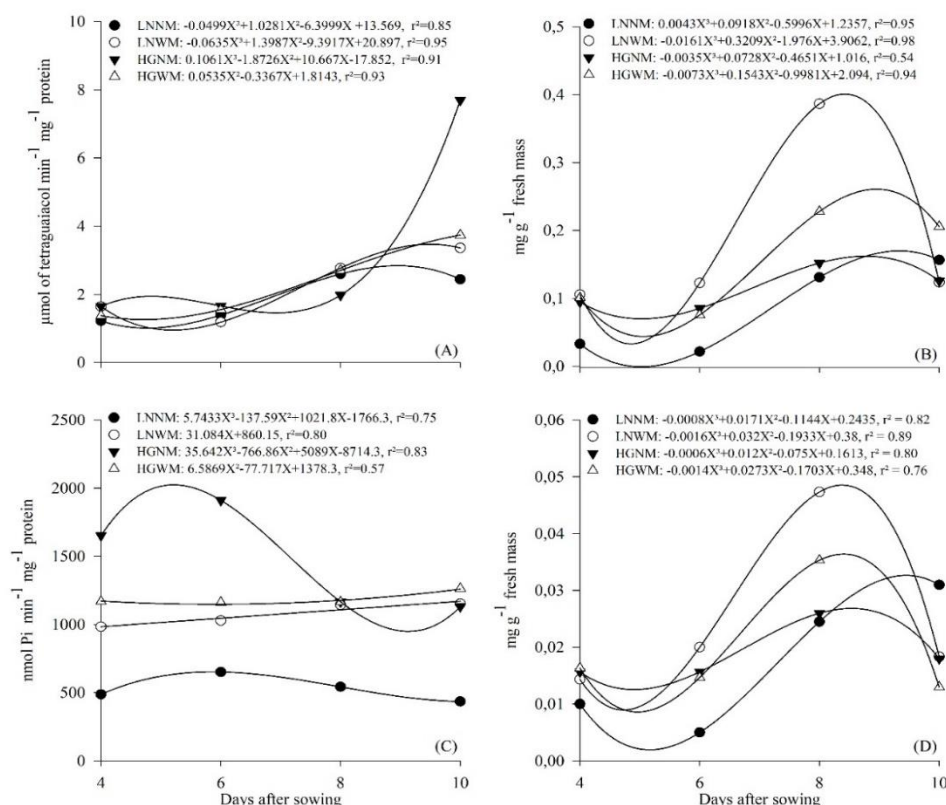 LNNM: -0.0499X³+1.0281X²-6.3999X +13.569, r²=0.85
LNWM: -0.0635X³+1.3987X²-9.3917X+20.897, r²=0.95
HGNM: 0.1061X³-1.8726X²+10.667X-17.852, r²=0.91
HGWM: 0.0535X²-0.3367X+1.8143, r²=0.93
10
8
6
4
2
0
µmol of tetraguaiacol min⁻¹ mg⁻¹ protein
(A)
LNNM: 0.0043X³+0.0918X²-0.5996X+1.2357, r²=0.95
LNWM: -0.0161X³+0.3209X²-1.976X+3.9062, r²=0.98
HGNM: -0.0035X³+0.0728X²-0.4651X+1.016, r²=0.54
HGWM: -0.0073X³+0.1543X²-0.9981X+2.094, r²=0.94
0,5
0,4
0,3
0,2
0,1
0,0
mg g⁻¹ fresh mass
(B)
LNNM: 5.7433X³-137.59X²+1021.8X-1766.3, r²=0.75
LNWM: 31.084X+860.15, r²=0.80
HGNM: 35.642X³-766.86X²+5089X-8714.3, r²=0.83
HGWM: 6.5869X²-77.717X+1378.3, r²=0.57
2500
2000
1500
1000
500
0
nmol Pi min⁻¹ mg⁻¹ protein
(C)
4 6 8 10
Days after sowing
LNNM: -0.0008X³+0.0171X²-0.1144X+0.2435, r² = 0.82
LNWM: -0.0016X³+0.032X²-0.1933X+0.38, r² = 0.89
HGNM: -0.0006X³+0.012X²-0.075X+0.1613, r² = 0.80
HGWM: -0.0014X³+0.0273X²-0.1703X+0.348, r² = 0.76
0,06
0,05
0,04
0,03
0,02
0,01
0,00
mg g⁻¹ fresh mass
(D)
4 6 8 10
Days after sowing